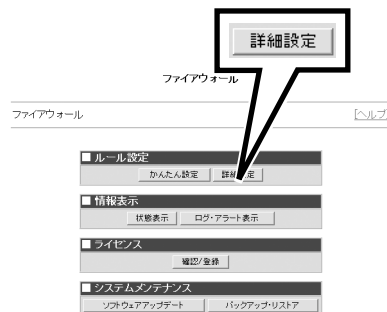 詳細設定
ファイアウォール
ファイアウォール [ヘルプ
■ ルール設定
かんたん設定 詳細設定
■ 情報表示
状態表示 ログ・アラート表示
■ ライセンス
確認/登録
■ システムメンテナンス
ソフトウェアアップデート バックアップ・リストア